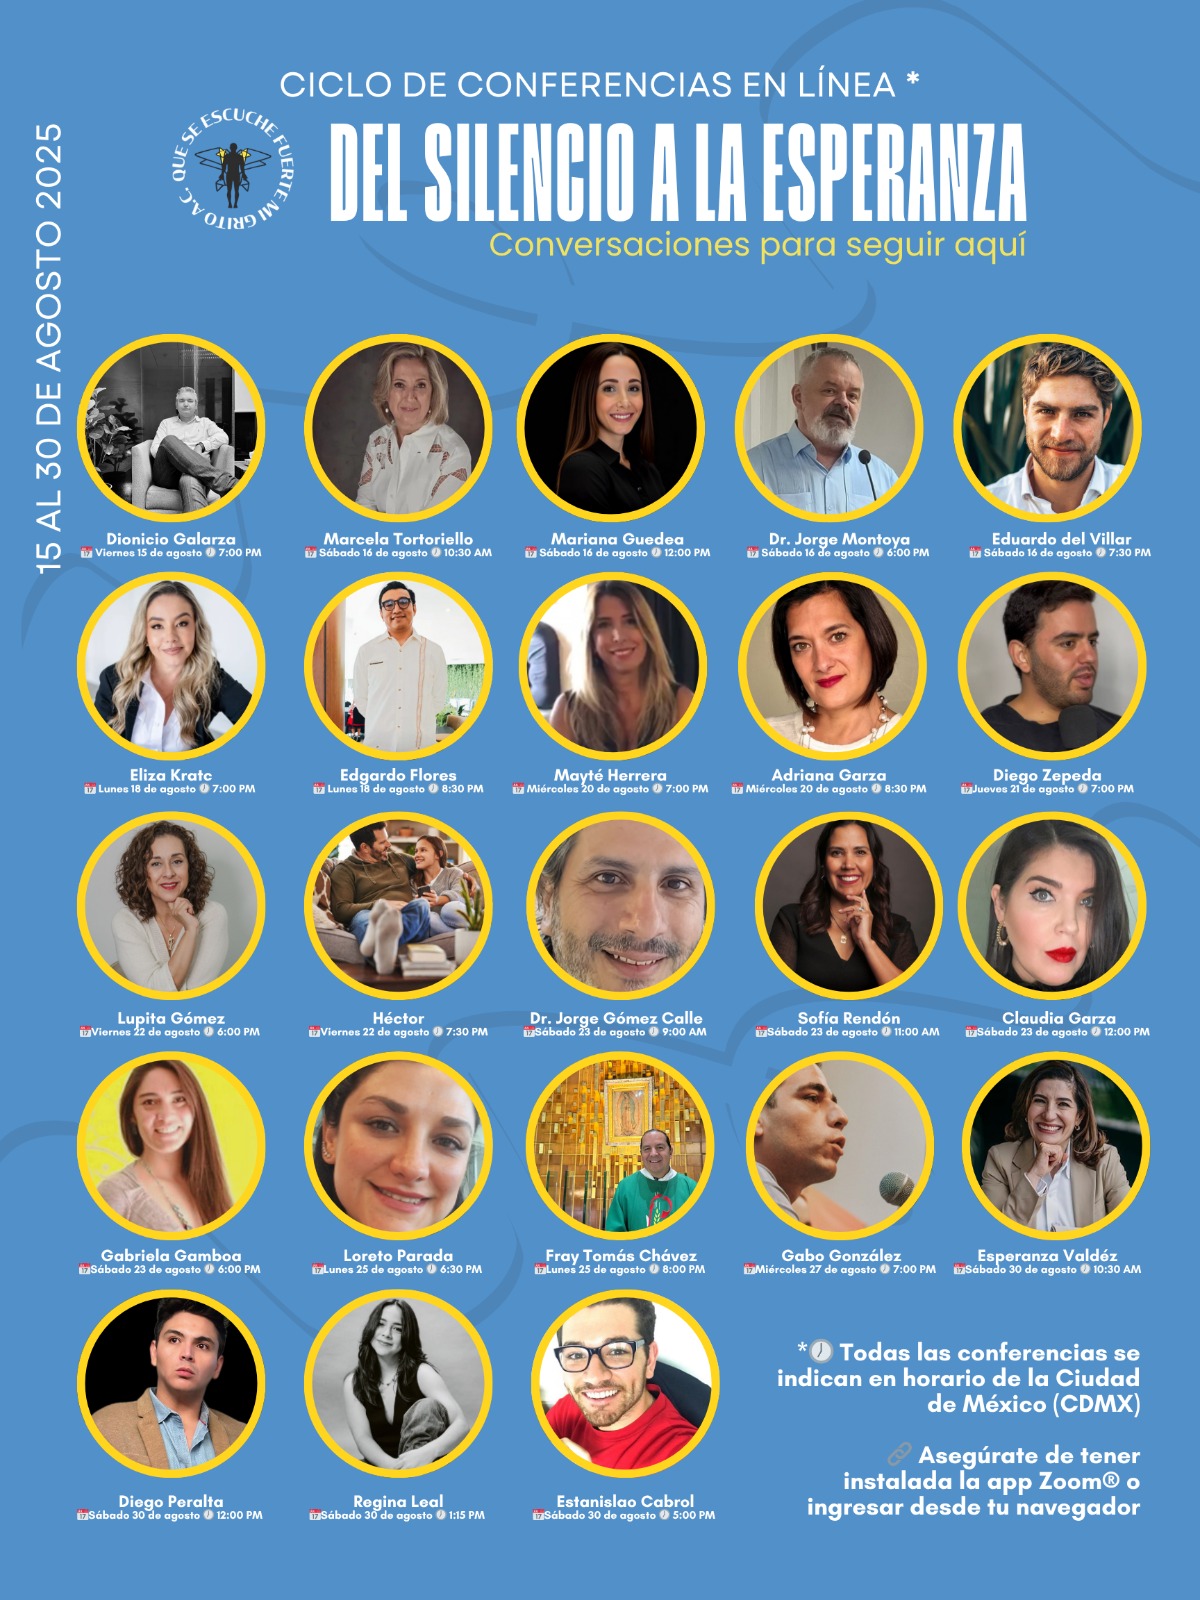 CICLO DE CONFERENCIAS EN LÍNEA *
QUE SE ESCUCHE FUERTE MI GRITO A.C.
DEL SILENCIO A LA ESPERANZA
Conversaciones para seguir aquí
15 AL 30 DE AGOSTO 2025
Dionicio Galarza
Viernes 15 de agosto 7:00 PM
Marcela Tortoriello
Sábado 16 de agosto 10:30 AM
Mariana Guedea
Sábado 16 de agosto 12:00 PM
Dr. Jorge Montoya
Sábado 16 de agosto 6:00 PM
Eduardo del Villar
Sábado 16 de agosto 7:30 PM
Eliza Kratc
Lunes 18 de agosto 7:00 PM
Edgardo Flores
Lunes 18 de agosto 8:30 PM
Mayté Herrera
Miércoles 20 de agosto 7:00 PM
Adriana Garza
Miércoles 20 de agosto 8:30 PM
Diego Zepeda
Jueves 21 de agosto 7:00 PM
Lupita Gómez
Viernes 22 de agosto 6:00 PM
Héctor
Viernes 22 de agosto 7:30 PM
Dr. Jorge Gómez Calle
Sábado 23 de agosto 9:00 AM
Sofía Rendón
Sábado 23 de agosto 11:00 AM
Claudia Garza
Sábado 23 de agosto 12:00 PM
Gabriela Gamboa
Sábado 23 de agosto 6:00 PM
Loreto Parada
Lunes 25 de agosto 6:30 PM
Fray Tomás Chávez
Lunes 25 de agosto 8:00 PM
Gabo González
Miércoles 27 de agosto 7:00 PM
Esperanza Valdéz
Sábado 30 de agosto 10:30 AM
Diego Peralta
Sábado 30 de agosto 12:00 PM
Regina Leal
Sábado 30 de agosto 1:15 PM
Estanislao Cabrol
Sábado 30 de agosto 5:00 PM
* Todas las conferencias se
indican en horario de la Ciudad
de México (CDMX)
Asegúrate de tener
instalada la app Zoom® o
ingresar desde tu navegador